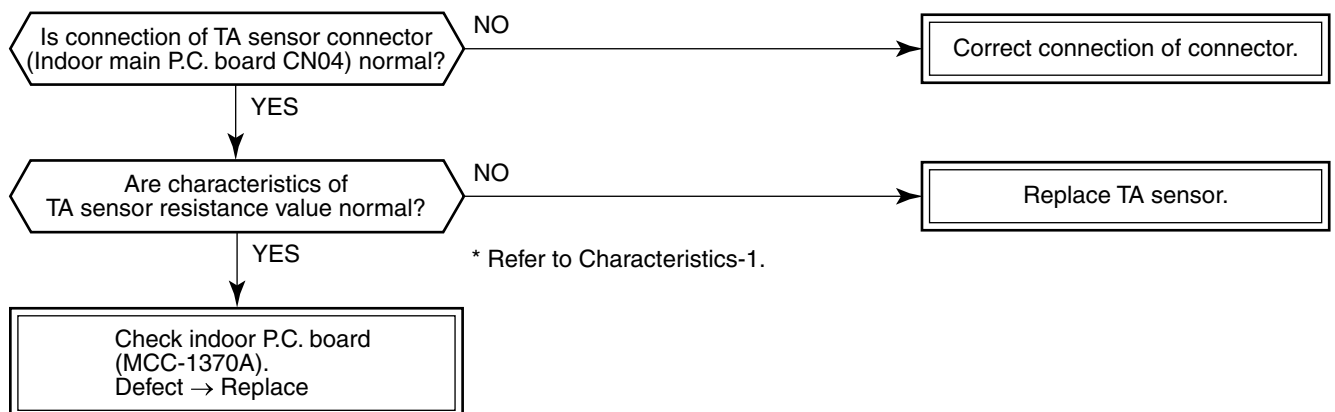 Is connection of TA sensor connector
(Indoor main P.C. board CN04) normal?
NO
Correct connection of connector.
YES
Are characteristics of
TA sensor resistance value normal?
NO
Replace TA sensor.
YES
* Refer to Characteristics-1.
Check indoor P.C. board
(MCC-1370A).
Defect → Replace